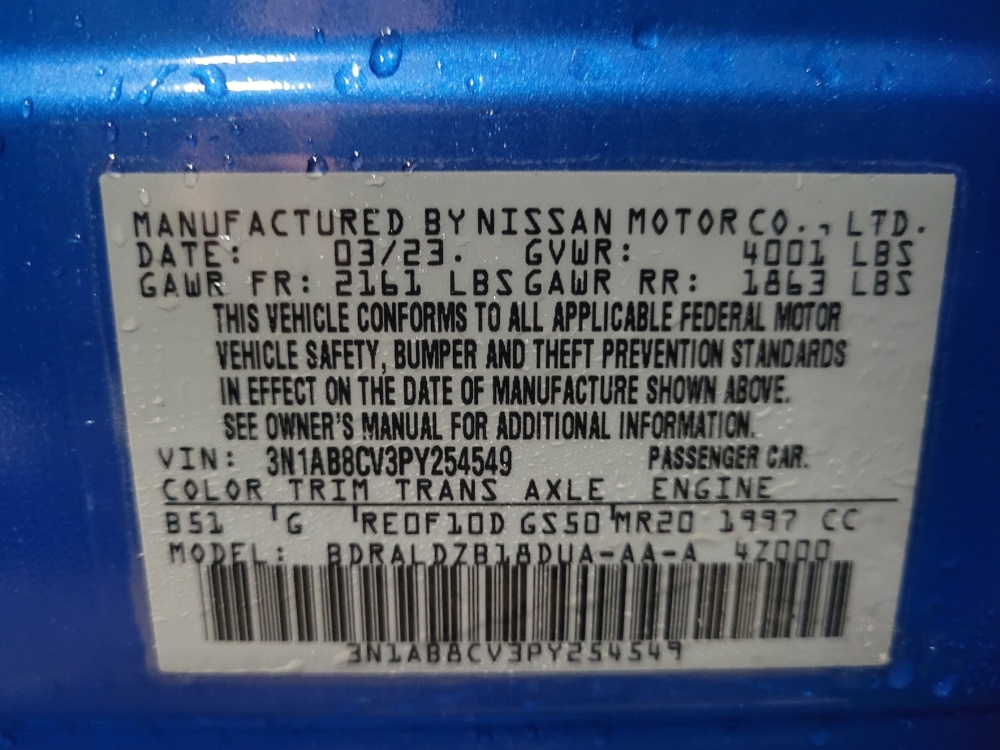 MANUFACTURED BY NISSAN MOTOR CO., LTD.
DATE: 03/23. GVWR: 4001 LBS
GAWR FR: 2161 LBS GAWR RR: 1863 LBS
THIS VEHICLE CONFORMS TO ALL APPLICABLE FEDERAL MOTOR
VEHICLE SAFETY, BUMPER AND THEFT PREVENTION STANDARDS
IN EFFECT ON THE DATE OF MANUFACTURE SHOWN ABOVE.
SEE OWNER'S MANUAL FOR ADDITIONAL INFORMATION.
VIN: 3N1AB8CV3PY254549 PASSENGER CAR.
COLOR TRIM TRANS AXLE ENGINE
B51 G RE0F10D GS50 MR20 1997 CC
MODEL: BDRALDZB18DUA-AA-A 4Z000
3N1AB8CV3PY254549